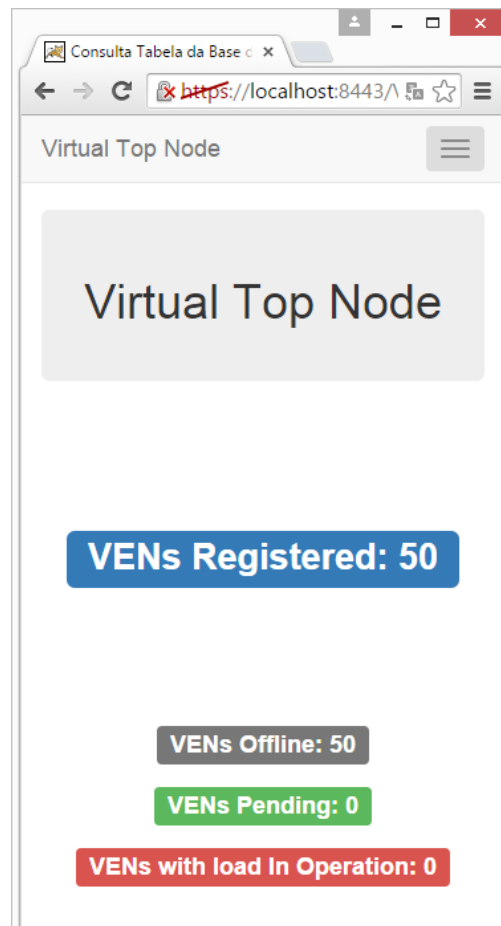 Consulta Tabela da Base d
https://localhost:8443/V
Virtual Top Node
Virtual Top Node
VENs Registered: 50
VENs Offline: 50
VENs Pending: 0
VENs with load In Operation: 0